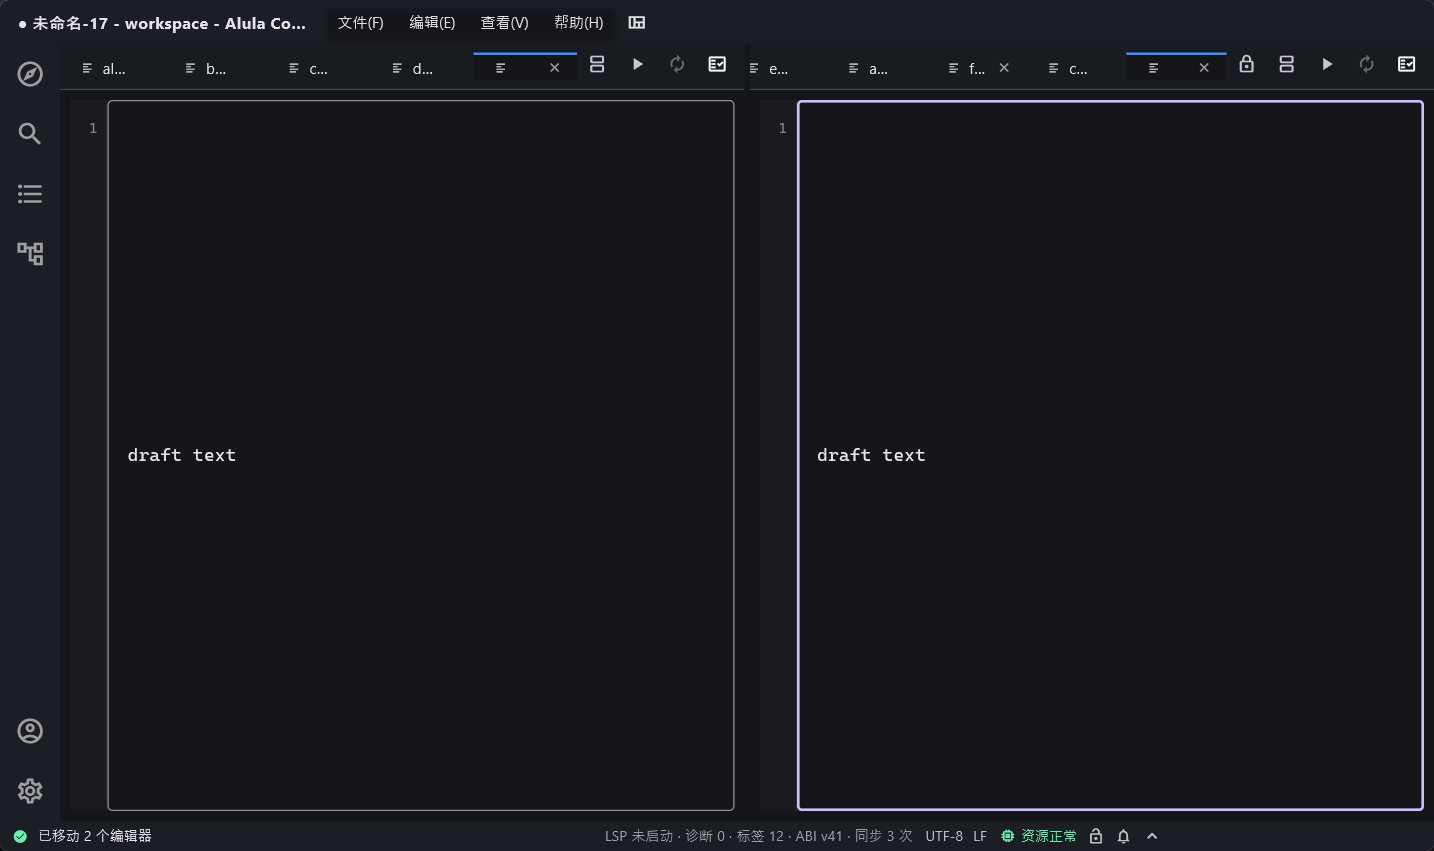 ● 未命名-17 - workspace - Alula Co...
文件(F) 编辑(E) 查看(V) 帮助(H)
al... b... c... d...
e... a... f... c...
1
draft text
1
draft text
已移动 2 个编辑器
LSP 未启动 · 诊断 0 · 标签 12 · ABI v41 · 同步 3 次 UTF-8 LF 资源正常